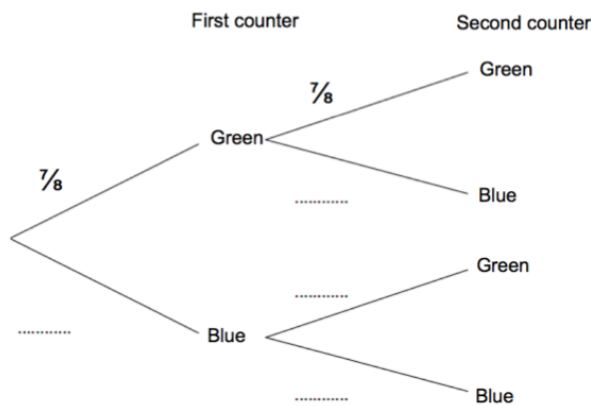 First counter
Second counter
Green
⅞
⅞
Green
Blue
............
Green
............
............
Blue
............
Blue